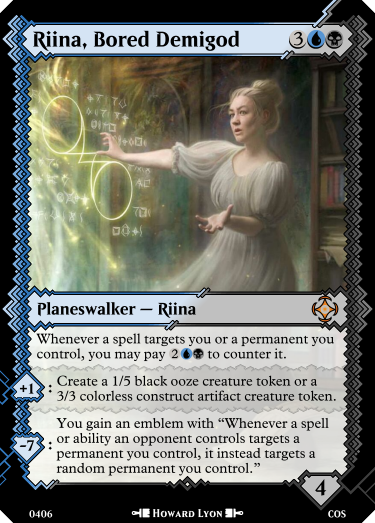 Riina, Bored Demigod 3
Planeswalker — Riina
Whenever a spell targets you or a permanent you
control, you may pay 2 to counter it.
+1: Create a 1/5 black ooze creature token or a
3/3 colorless construct artifact creature token.
You gain an emblem with “Whenever a spell
or ability an opponent controls targets a
-7: permanent you control, it instead targets a
random permanent you control.”
4
0406 Howard Lyon COS